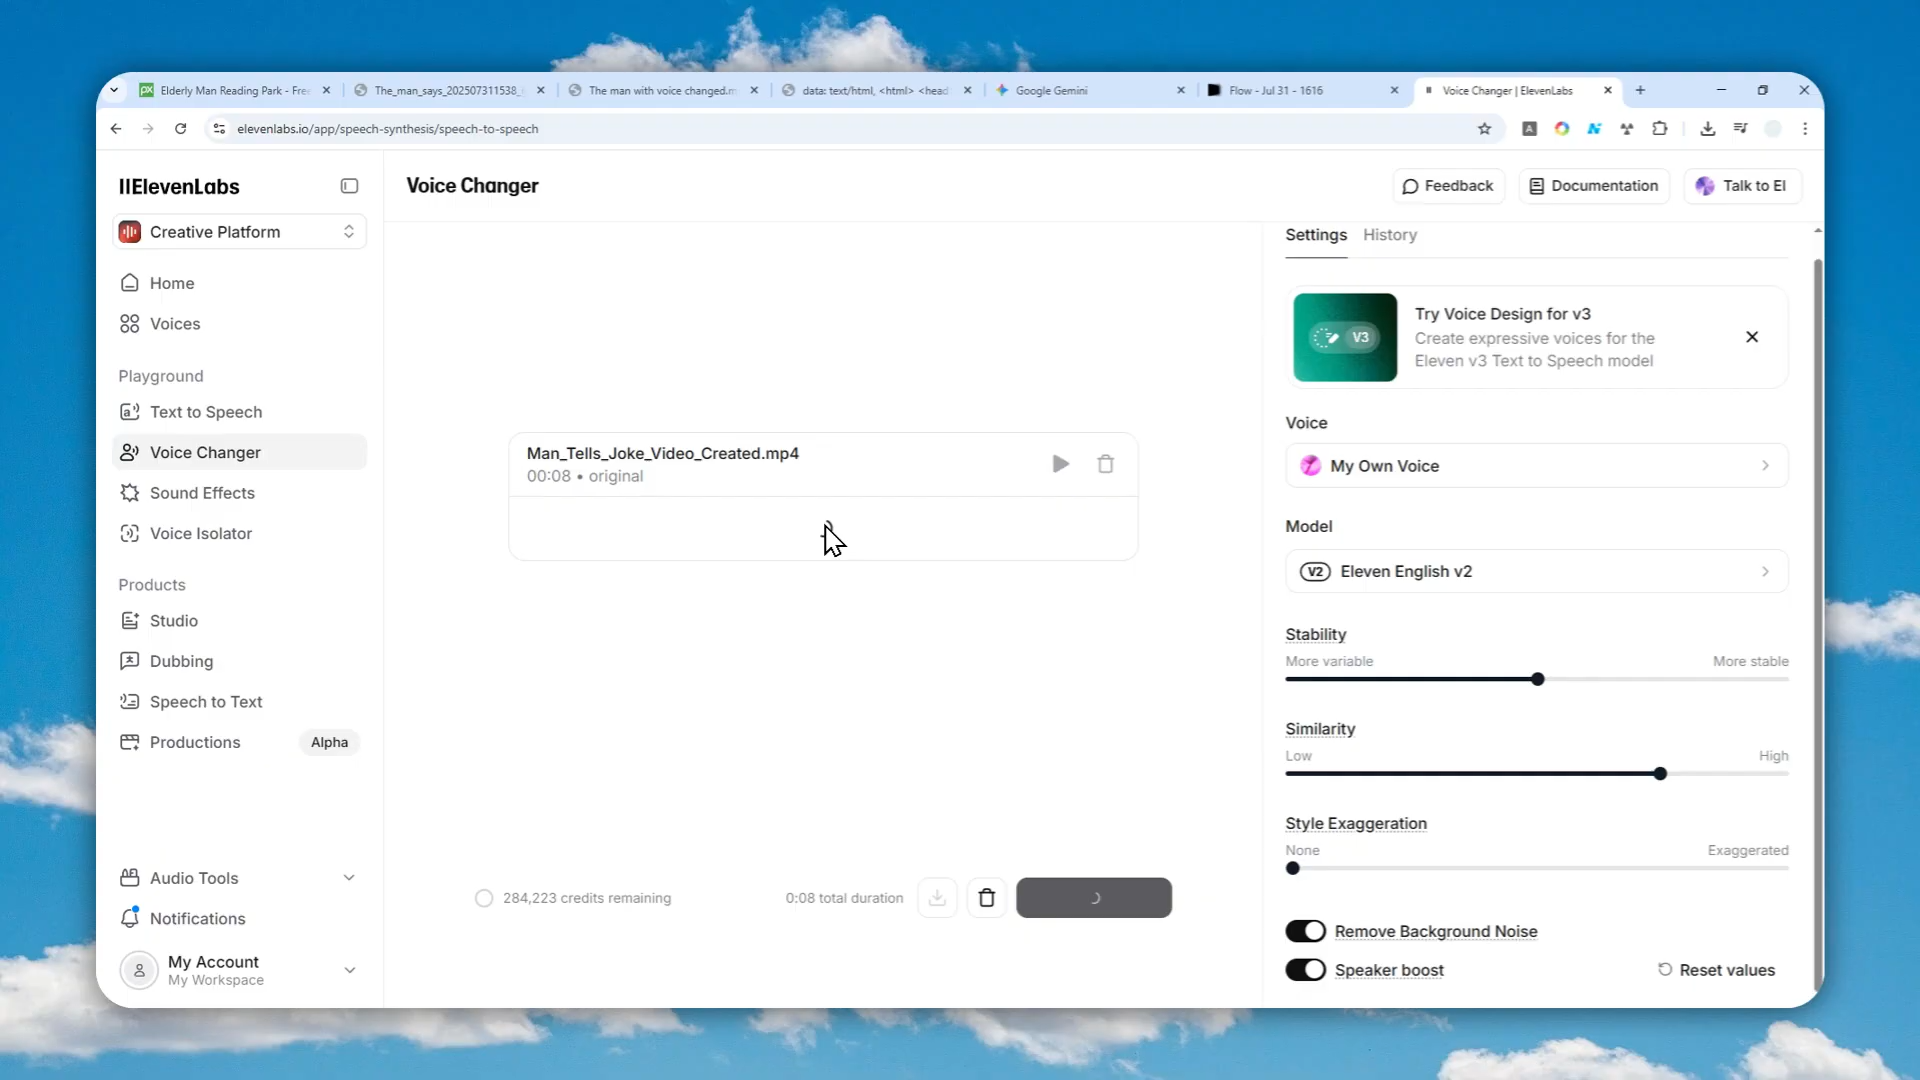 Elderly Man Reading Park - Free
The_man_says_202507311538_
The man with voice changed.m
data: text/html, <html> <head
Google Gemini
Flow - Jul 31 - 1616
Voice Changer | ElevenLabs
elevenlabs.io/app/speech-synthesis/speech-to-speech
IIElevenLabs
Creative Platform
Home
Voices
Playground
Text to Speech
Voice Changer
Sound Effects
Voice Isolator
Products
Studio
Dubbing
Speech to Text
Productions
Alpha
Audio Tools
Notifications
My Account
My Workspace
Voice Changer
Feedback
Documentation
Talk to El
Man_Tells_Joke_Video_Created.mp4
00:08 • original
284,223 credits remaining
0:08 total duration
Settings
History
V3
Try Voice Design for v3
Create expressive voices for the
Eleven v3 Text to Speech model
Voice
My Own Voice
Model
V2 Eleven English v2
Stability
More variable
More stable
Similarity
Low
High
Style Exaggeration
None
Exaggerated
Remove Background Noise
Speaker boost
Reset values